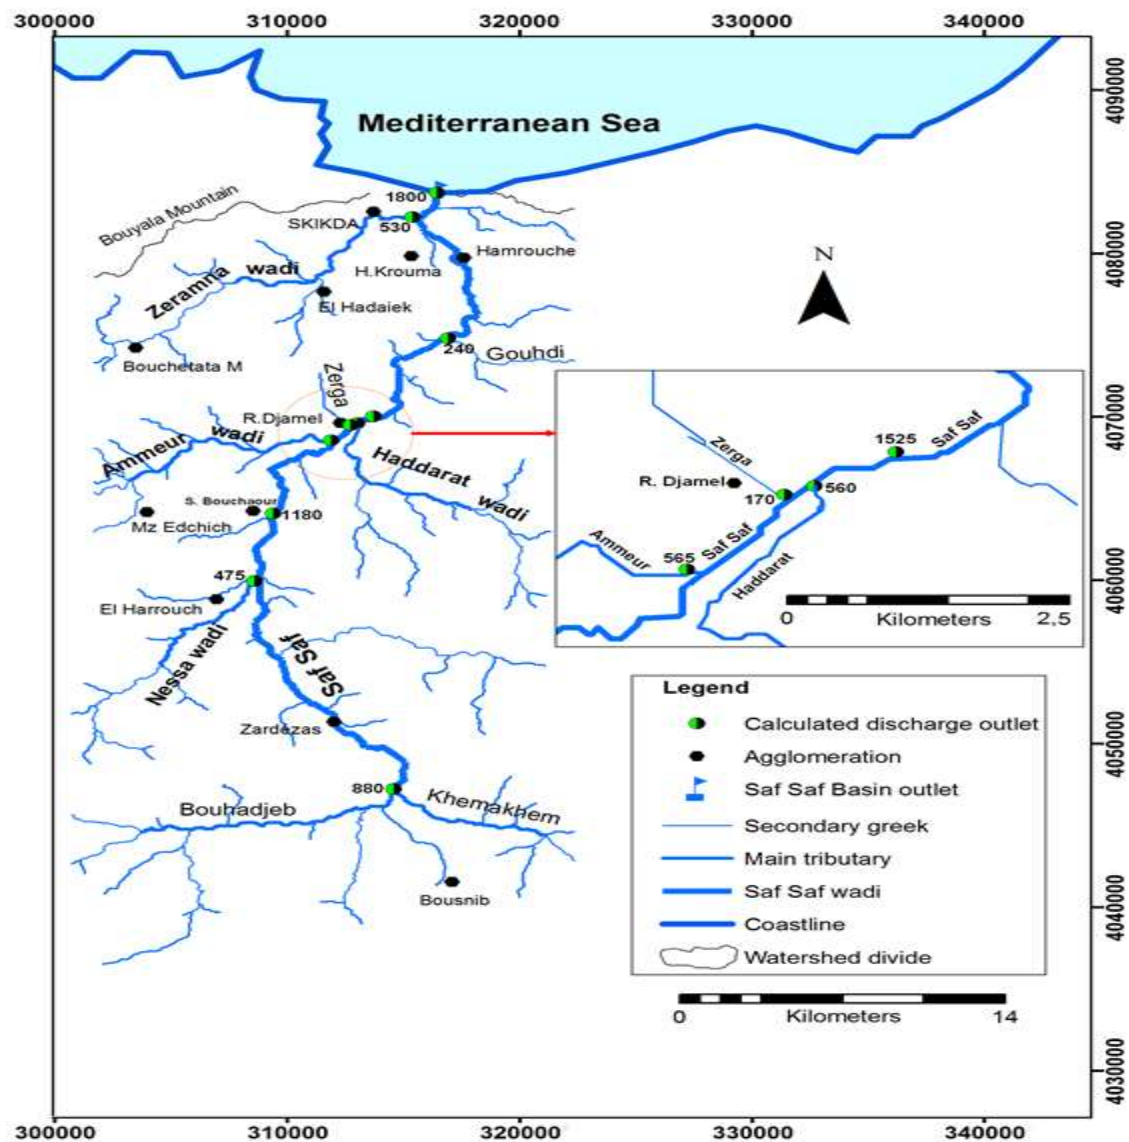 300000 310000 320000 330000 340000
4090000
Mediterranean Sea
Bouyala Mountain
1800
SKIKDA
530
Hamrouche
4080000
H.Krouma
N
Zeramna wadi
El Hadaiek
240
Gouhdi
Bouchetata M
Zerga
R.Djamel
4070000
Ammeur wadi
Haddarat wadi
S. Bouchaour
1180
Mz Edchich
475
El Harrouch
4060000
Nessa wadi
Saf Saf
Zardezas
4050000
880
Bouhadjeb
Khemakhem
Bousnib
4040000
4030000
1525
Saf Saf
Zerga
R. Djamel
170
560
Ammeur
565
Saf Saf
Haddarat
0 Kilometers 2,5
Legend
Calculated discharge outlet
Agglomeration
Saf Saf Basin outlet
Secondary greek
Main tributary
Saf Saf wadi
Coastline
Watershed divide
0 Kilometers 14
300000 310000 320000 330000 340000